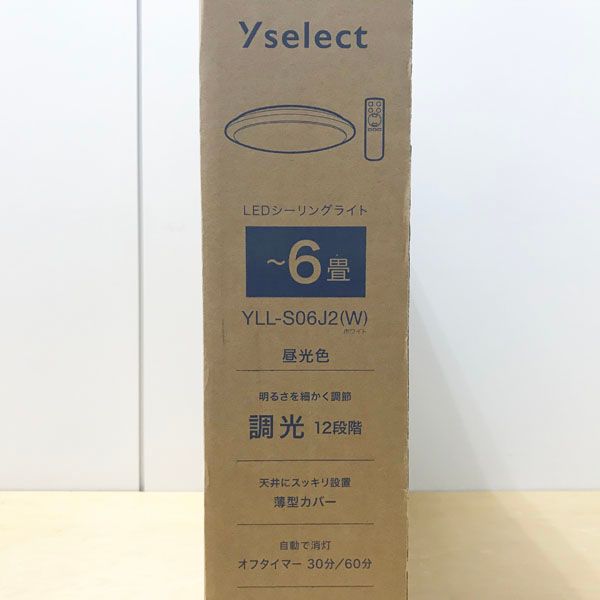 Yselect
LEDシーリングライト
~6畳
YLL-S06J2(W)
ホワイト
昼光色
明るさを細かく調節
調光 12段階
天井にスッキリ設置
薄型カバー
自動で消灯
オフタイマー 30分/60分